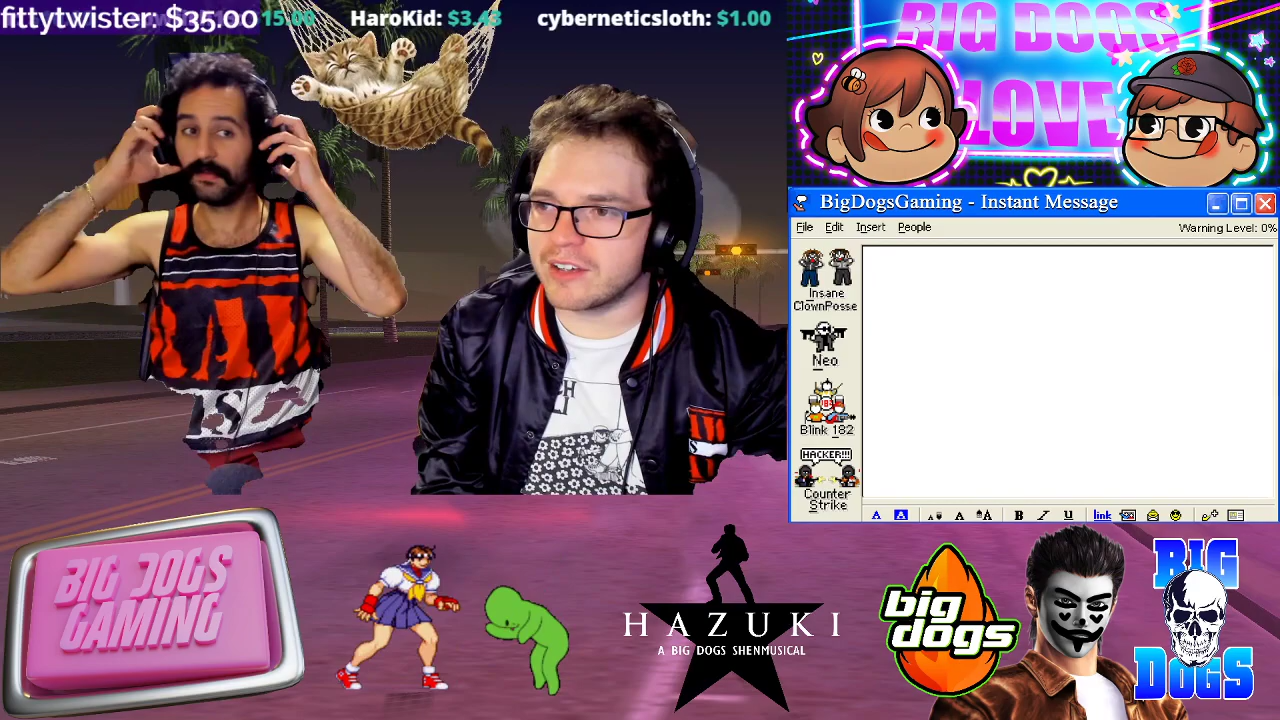 fittytwister: $35.00 15.00 HaroKid: $3.43 cyberneticsloth: $1.00
BIG DOGS
LOVE
BigDogsGaming - Instant Message
File Edit Insert People Warning Level: 0%
Insane
ClownPosse
Neo
Blink 182
HACKER!!!
Counter
Strike
A A A A A B I U link
BIG DOGS
GAMING
HAZUKI
A BIG DOGS SHENMUSICAL
big
dogs
BIG
DOGS